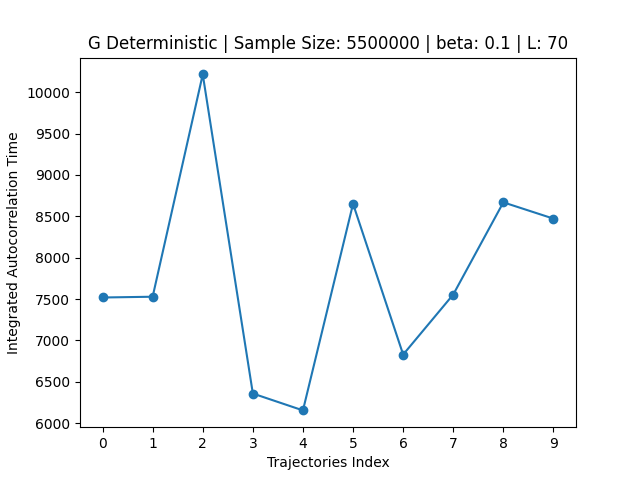 G Deterministic | Sample Size: 5500000 | beta: 0.1 | L: 70
Integrated Autocorrelation Time
10000
9500
9000
8500
8000
7500
7000
6500
6000
0 1 2 3 4 5 6 7 8 9
Trajectories Index